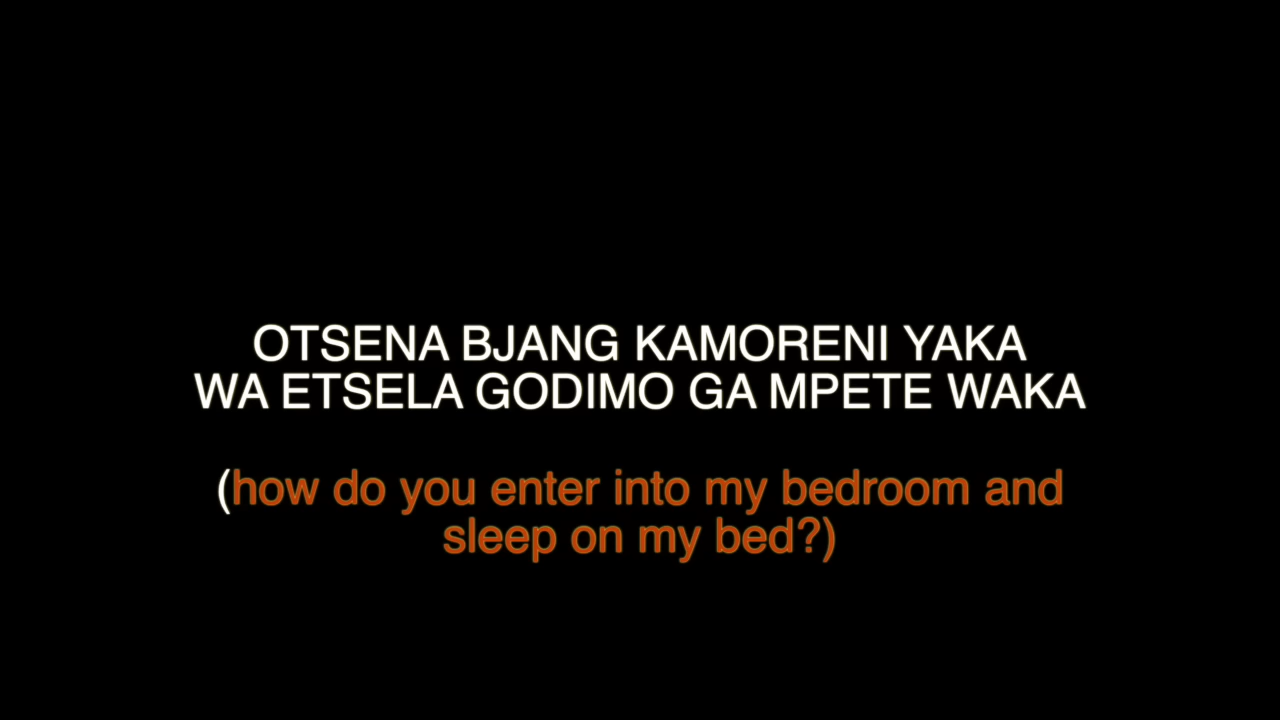 OTSENA BJANG KAMORENI YAKA
WA ETSELA GODIMO GA MPETE WAKA
(how do you enter into my bedroom and
sleep on my bed?)